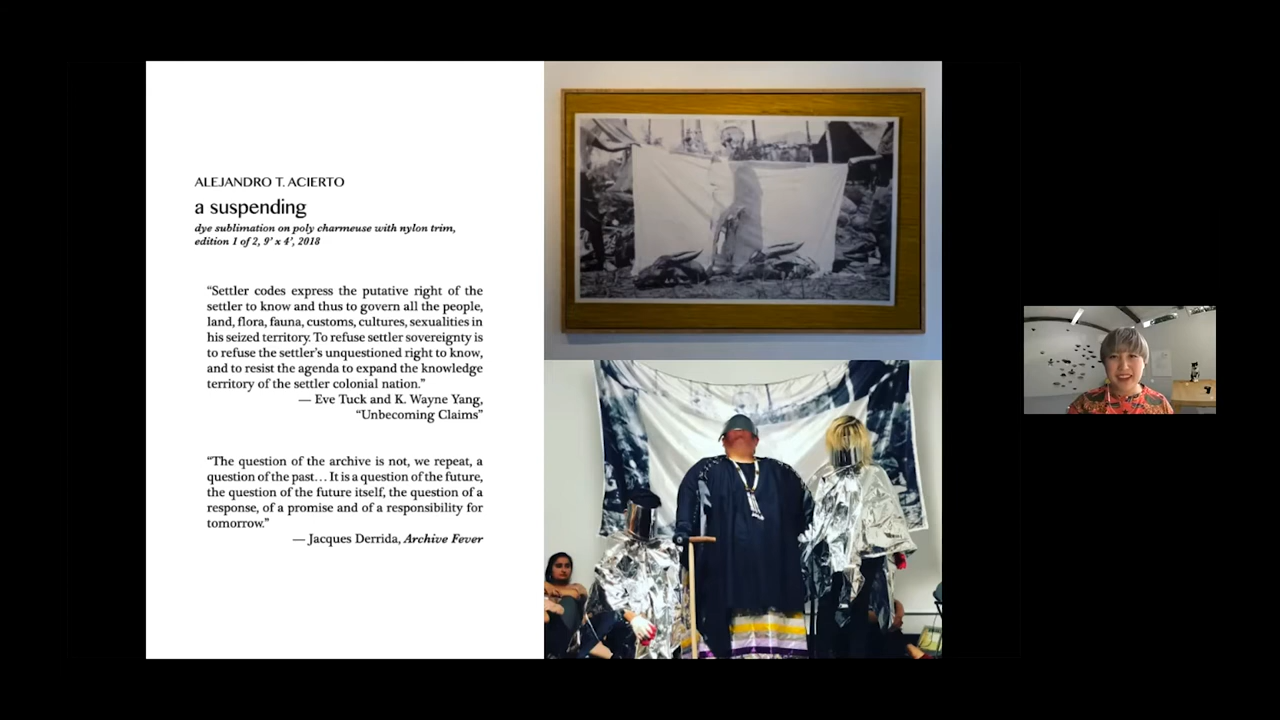 ALEJANDRO T. ACIERTO
a suspending
dye sublimation on poly charmeuse with nylon trim,
edition 1 of 2, 9’ x 4’, 2018
“Settler codes express the putative right of the
settler to know and thus to govern all the people,
land, flora, fauna, customs, cultures, sexualities in
his seized territory. To refuse settler sovereignty is
to refuse the settler’s unquestioned right to know,
and to resist the agenda to expand the knowledge
territory of the settler colonial nation.”
— Eve Tuck and K. Wayne Yang,
“Unbecoming Claims”
“The question of the archive is not, we repeat, a
question of the past… It is a question of the future,
the question of the future itself, the question of a
response, of a promise and of a responsibility for
tomorrow.”
— Jacques Derrida, Archive Fever